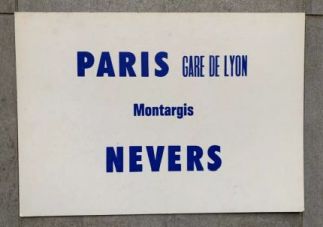 PARIS GARE DE LYON
Montargis
NEVERS